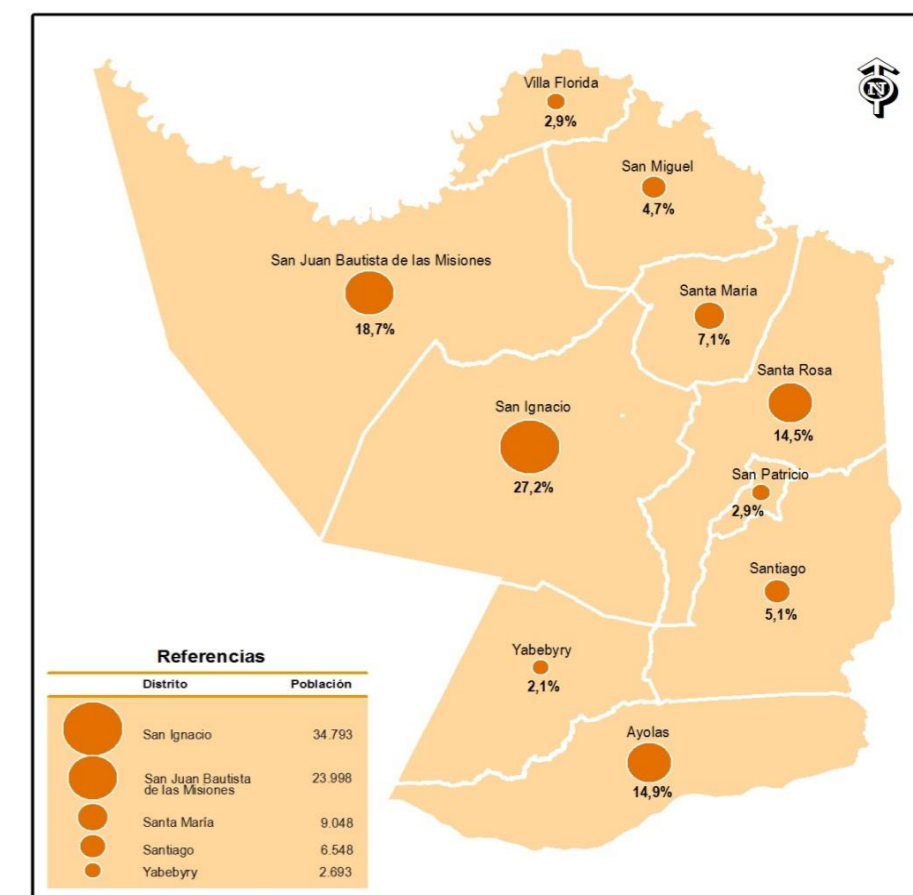 Villa Florida
2,9%
N
San Miguel
4,7%
San Juan Bautista de las Misiones
18,7%
Santa Maria
7,1%
Santa Rosa
14,5%
San Ignacio
27,2%
San Patricio
2,9%
Santiago
5,1%
Yabebyry
2,1%
Ayolas
14,9%
Referencias
Distrito Población
San Ignacio 34.793
San Juan Bautista
de las Misiones 23.998
Santa María 9.048
Santiago 6.548
Yabebyry 2.693